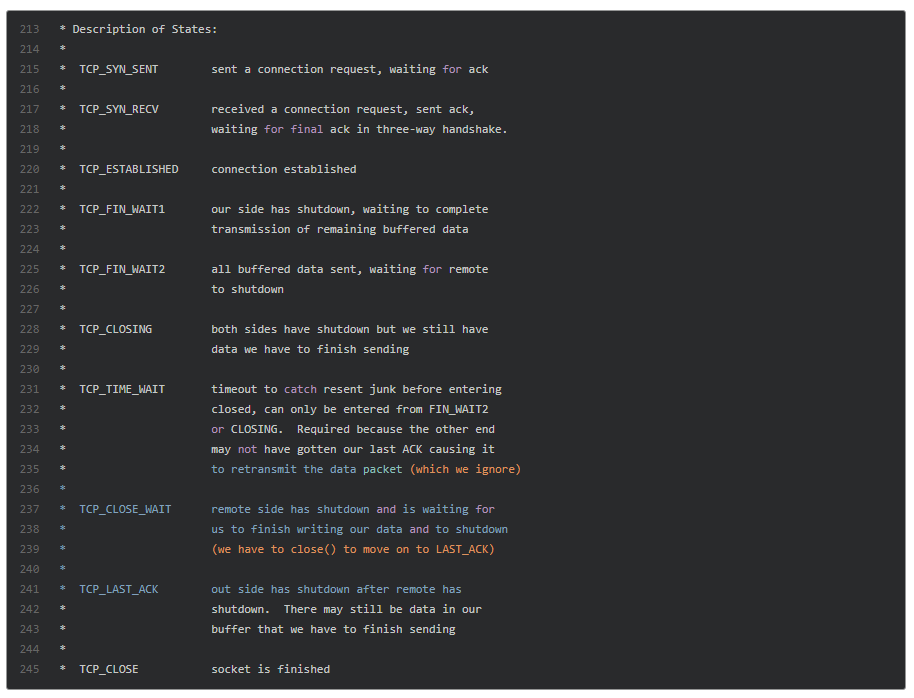 213 * Description of States:
214 *
215 * TCP_SYN_SENT sent a connection request, waiting for ack
216 *
217 * TCP_SYN_RECV received a connection request, sent ack,
218 * waiting for final ack in three-way handshake.
219 *
220 * TCP_ESTABLISHED connection established
221 *
222 * TCP_FIN_WAIT1 our side has shutdown, waiting to complete
223 * transmission of remaining buffered data
224 *
225 * TCP_FIN_WAIT2 all buffered data sent, waiting for remote
226 * to shutdown
227 *
228 * TCP_CLOSING both sides have shutdown but we still have
229 * data we have to finish sending
230 *
231 * TCP_TIME_WAIT timeout to catch resent junk before entering
232 * closed, can only be entered from FIN_WAIT2
233 * or CLOSING. Required because the other end
234 * may not have gotten our last ACK causing it
235 * to retransmit the data packet (which we ignore)
236 *
237 * TCP_CLOSE_WAIT remote side has shutdown and is waiting for
238 * us to finish writing our data and to shutdown
239 * (we have to close() to move on to LAST_ACK)
240 *
241 * TCP_LAST_ACK out side has shutdown after remote has
242 * shutdown. There may still be data in our
243 * buffer that we have to finish sending
244 *
245 * TCP_CLOSE socket is finished